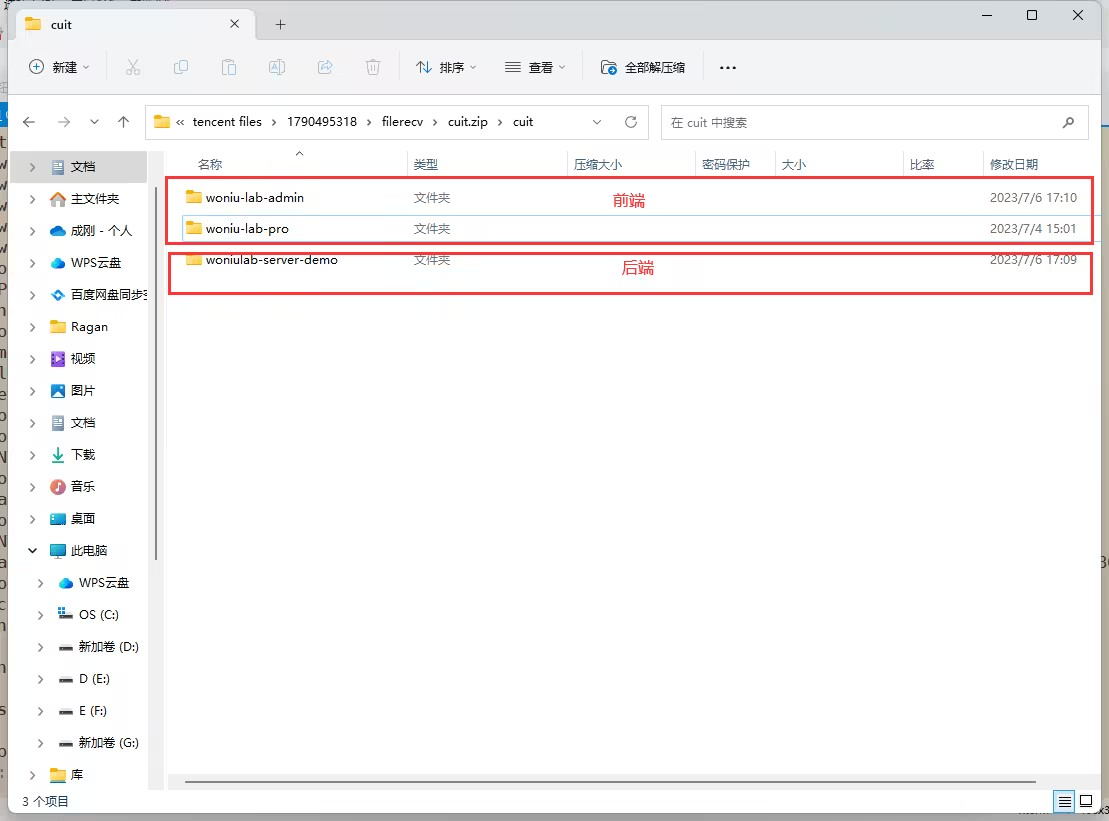 cuit
新建
排序
查看
全部解压缩
« tencent files > 1790495318 > filerecv > cuit.zip > cuit
在 cuit 中搜索
名称 类型 压缩大小 密码保护 大小 比率 修改日期
woniu-lab-admin 文件夹 前端 2023/7/6 17:10
woniu-lab-pro 文件夹 2023/7/4 15:01
woniulab-server-demo 文件夹 后端 2023/7/6 17:09
文档
主文件夹
成刚 - 个人
WPS云盘
百度网盘同步空
Ragan
视频
图片
文档
下载
音乐
桌面
此电脑
WPS云盘
OS (C:)
新加卷 (D:)
D (E:)
E (F:)
新加卷 (G:)
库
3 个项目